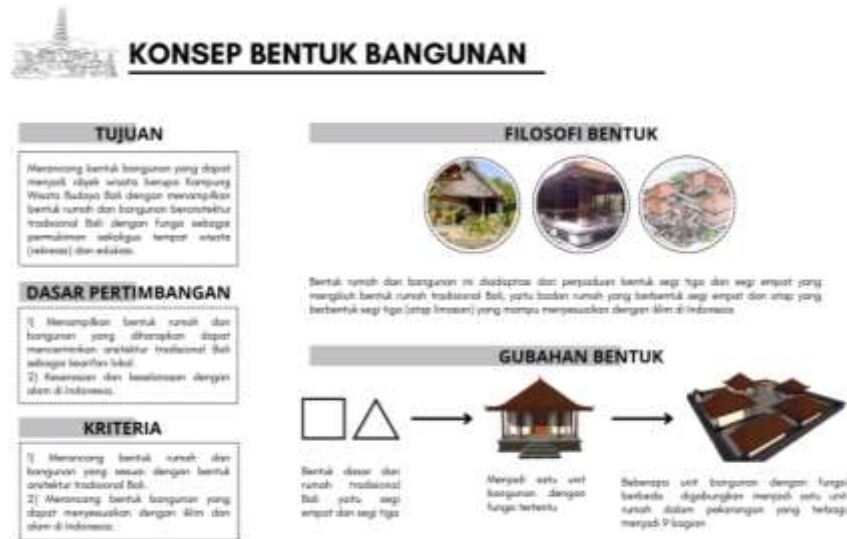 KONSEP BENTUK BANGUNAN
TUJUAN
Merancang bentuk bangunan yang dapat
menjadi objek wisata berupa Kampung
Wisata Budaya Bali dengan menampilkan
bentuk rumah dan bangunan berarsitektur
tradisional Bali dengan fungsi sebagai
permukiman sekaligus tempat wisata
(rekreasi) dan edukasi.
DASAR PERTIMBANGAN
1) Menampilkan bentuk rumah dan
bangunan yang diharapkan dapat
mencerminkan arsitektur tradisional Bali
sebagai kearifan lokal.
2) Keserasian dan keselarasan dengan
alam di Indonesia.
KRITERIA
1) Merancang bentuk rumah dan
bangunan yang sesuai dengan bentuk
arsitektur tradisional Bali.
2) Merancang bentuk bangunan yang
dapat menyesuaikan dengan iklim dan
alam di Indonesia.
FILOSOFI BENTUK
Bentuk rumah dan bangunan ini diadaptasi dari perpaduan bentuk segi tiga dan segi empat yang
mengikuti bentuk rumah tradisional Bali, yaitu badan rumah yang berbentuk segi empat dan atap yang
berbentuk segi tiga (atap limasan) yang mampu menyesuaikan dengan iklim di Indonesia
GUBAHAN BENTUK
Bentuk dasar dari
rumah tradisional
Bali yaitu segi
empat dan segi tiga
Menjadi satu unit
bangunan dengan
fungsi tertentu
Beberapa unit bangunan dengan fungsi
berbeda digabungkan menjadi satu unit
rumah dalam pekarangan yang terbagi
menjadi 9 bagian